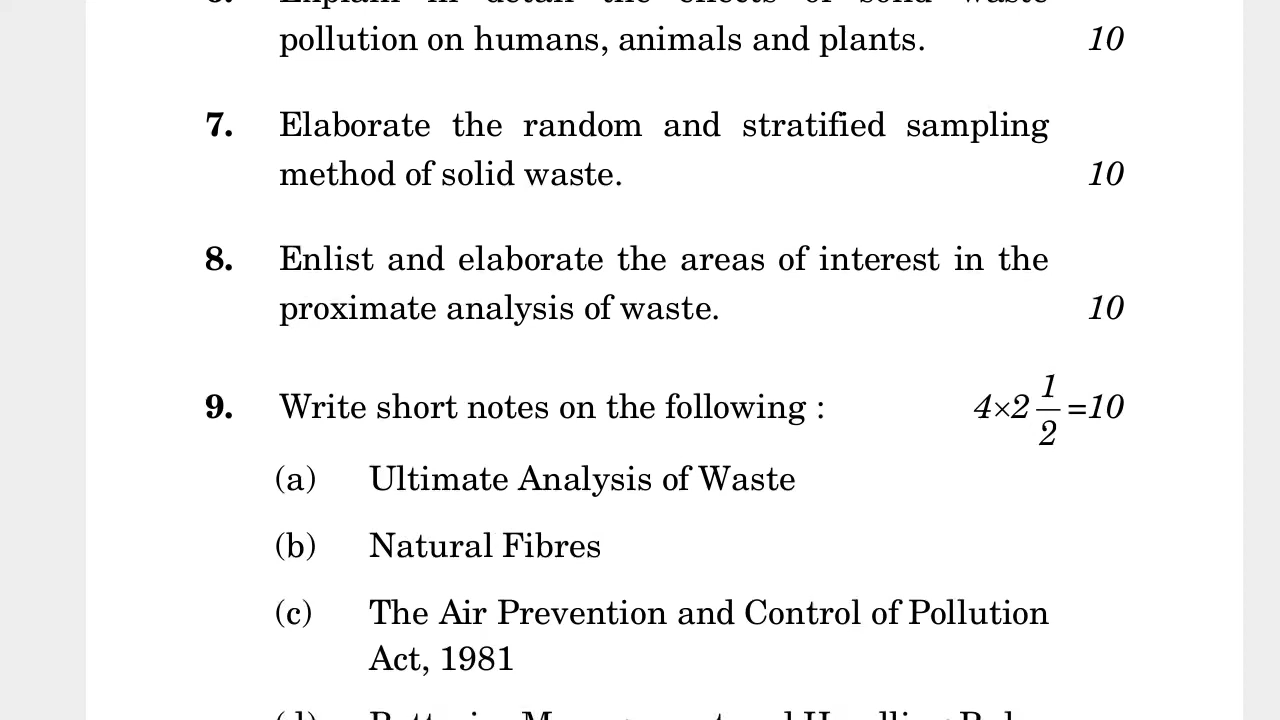 pollution on humans, animals and plants. 10
7. Elaborate the random and stratified sampling
method of solid waste. 10
8. Enlist and elaborate the areas of interest in the
proximate analysis of waste. 10
9. Write short notes on the following : 4×2 1/2 =10
(a) Ultimate Analysis of Waste
(b) Natural Fibres
(c) The Air Prevention and Control of Pollution
Act, 1981